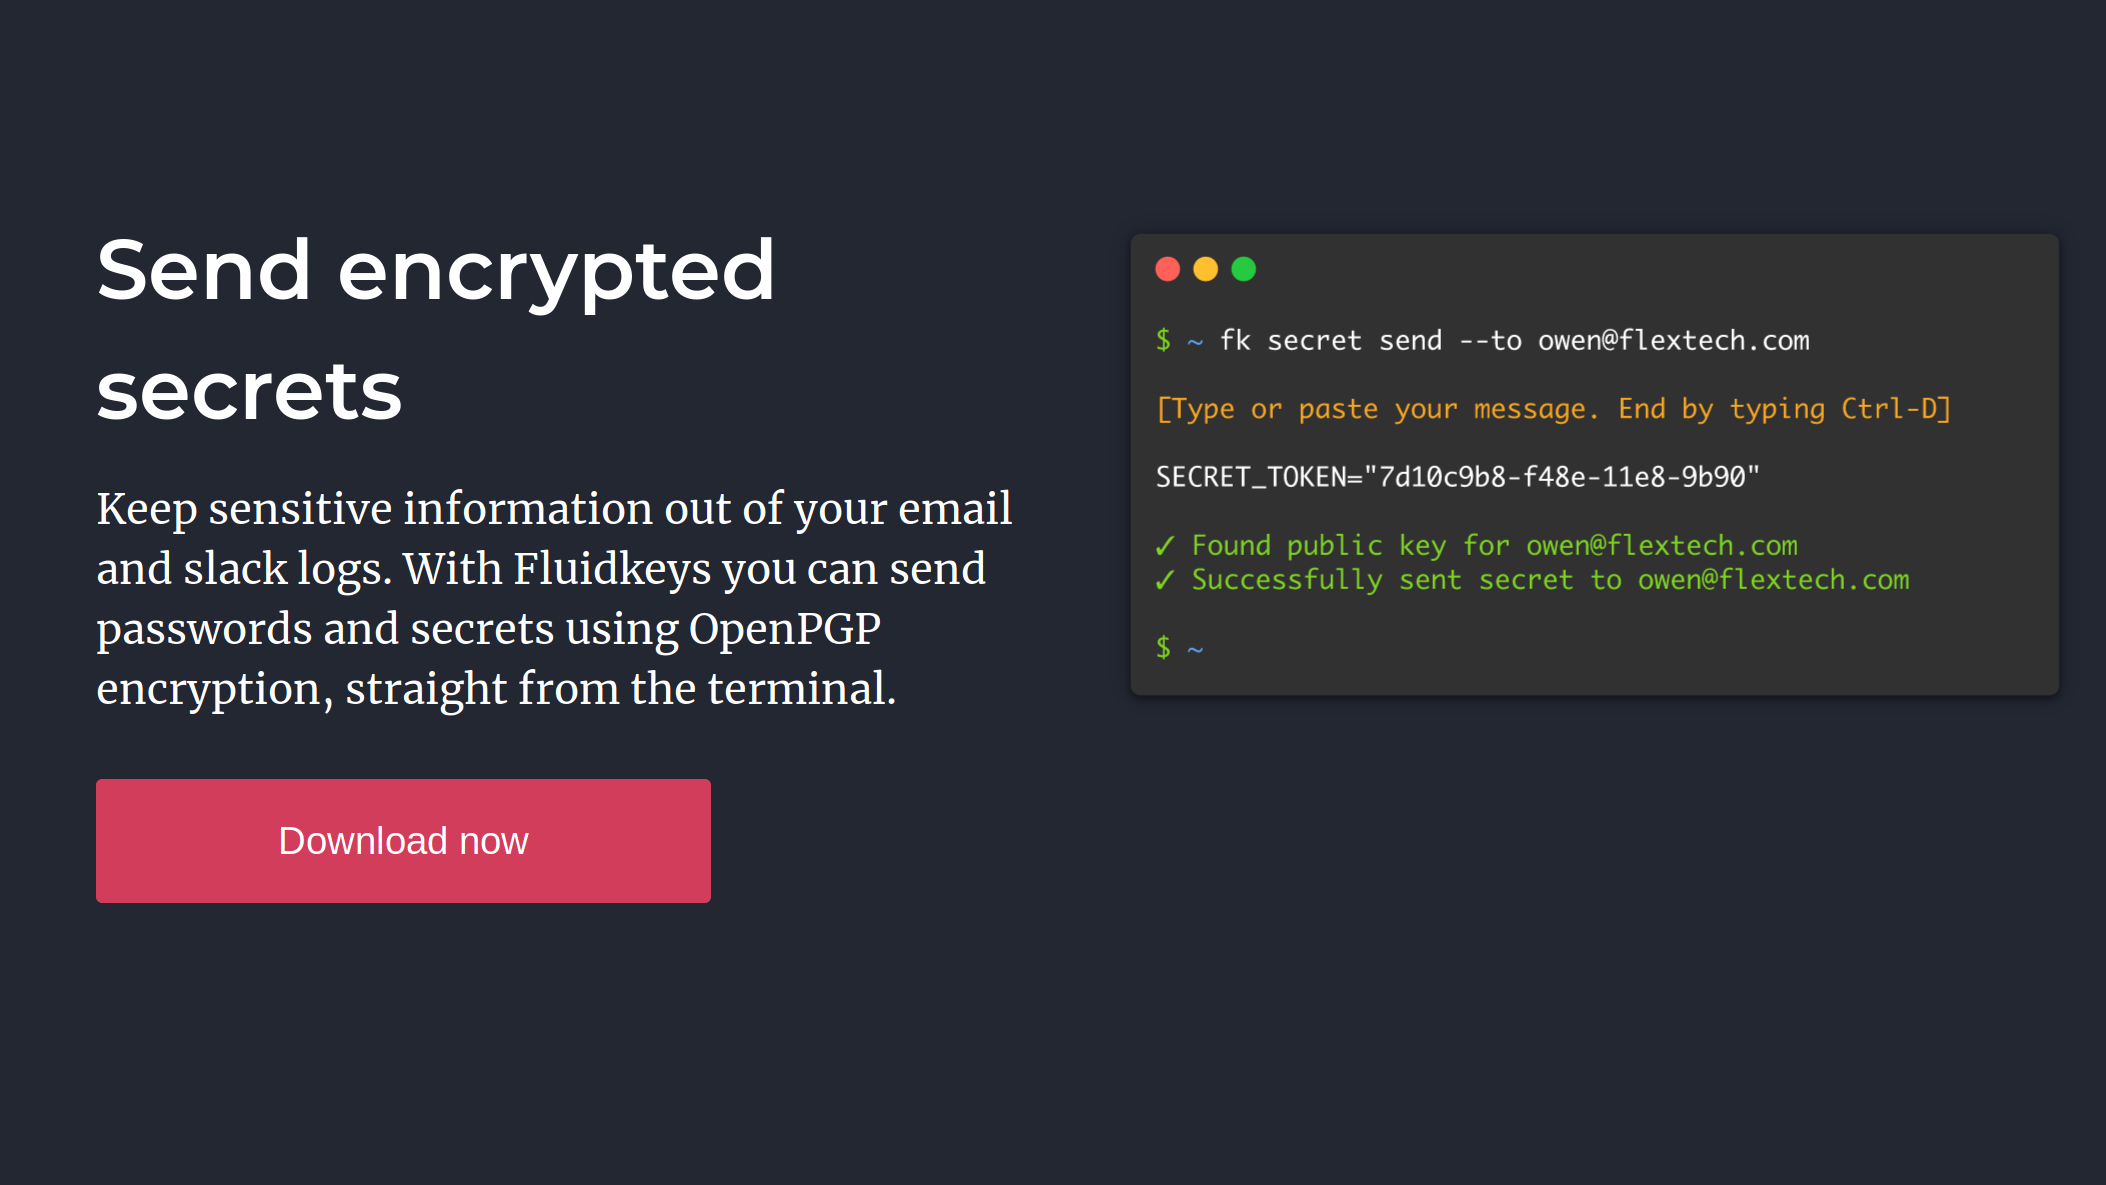 Send encrypted
secrets
Keep sensitive information out of your email
and slack logs. With Fluidkeys you can send
passwords and secrets using OpenPGP
encryption, straight from the terminal.
Download now
$ ~ fk secret send --to owen@flextech.com
[Type or paste your message. End by typing Ctrl-D]
SECRET_TOKEN="7d10c9b8-f48e-11e8-9b90"
✓ Found public key for owen@flextech.com
✓ Successfully sent secret to owen@flextech.com
$ ~